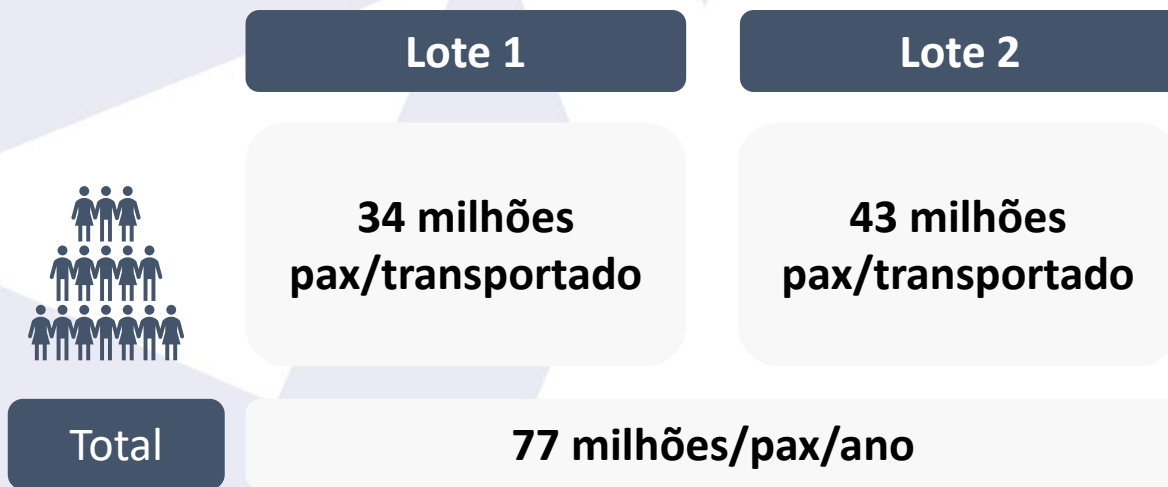 Lote 1
Lote 2
34 milhões
pax/transportado
43 milhões
pax/transportado
Total
77 milhões/pax/ano